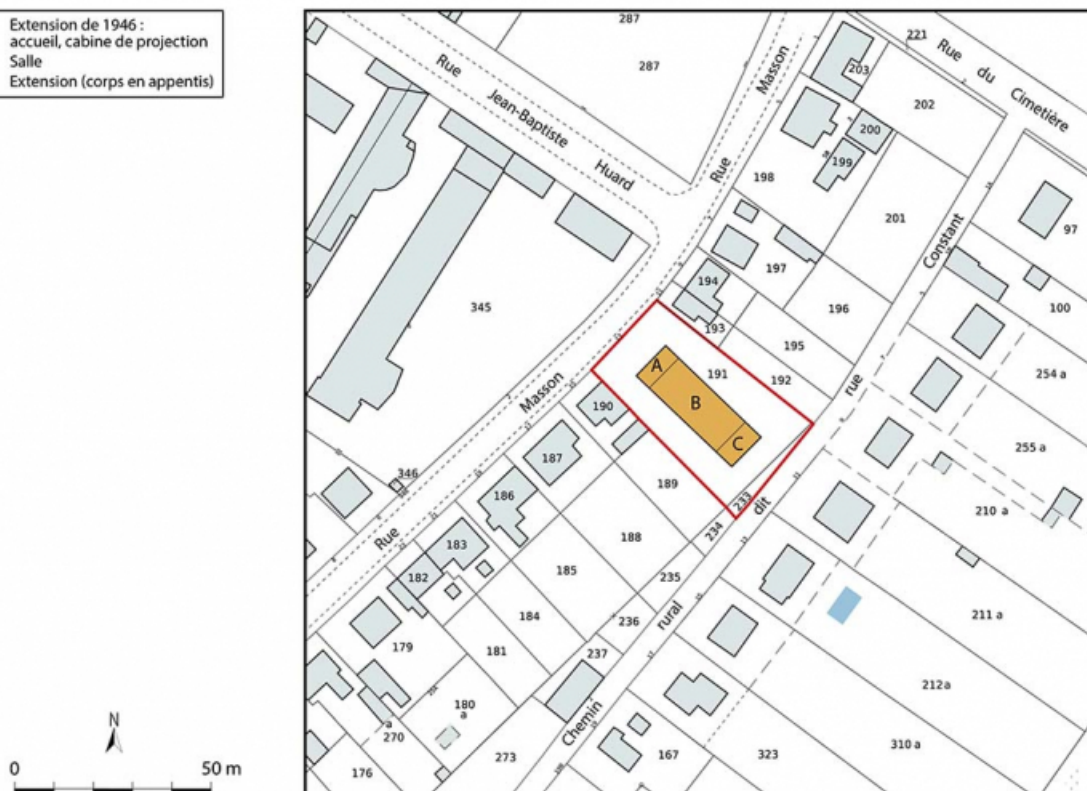 Extension de 1946 :
accueil, cabine de projection
Salle
Extension (corps en appentis)
287
287
221
Rue du Cimetière
Rue
Jean-Baptiste
Huard
Rue Masson
203
202
200
199
198
201
97
Constant
197
194
196
100
345
193
195
254 a
A
191
192
rue
B
Masson
190
C
255 a
187
346
189
233
dit
210 a
186
234
Rue
183
188
182
185
235
211 a
184
236
rural
179
181
237
212a
180
a
Chemin
a
270
310 a
273
167
323
176
N
0 50 m